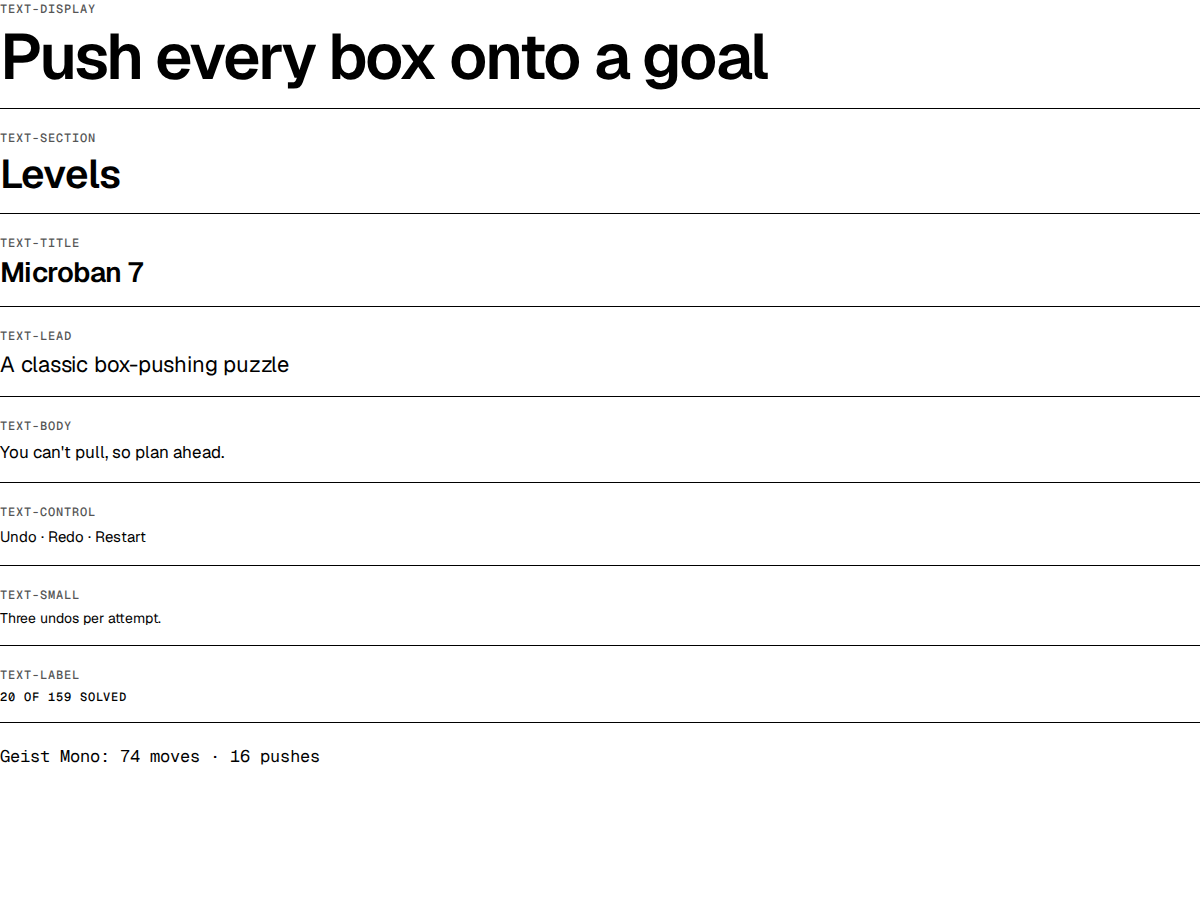 TEXT-DISPLAY
Push every box onto a goal
TEXT-SECTION
Levels
TEXT-TITLE
Microban 7
TEXT-LEAD
A classic box-pushing puzzle
TEXT-BODY
You can't pull, so plan ahead.
TEXT-CONTROL
Undo · Redo · Restart
TEXT-SMALL
Three undos per attempt.
TEXT-LABEL
20 OF 159 SOLVED
Geist Mono: 74 moves · 16 pushes